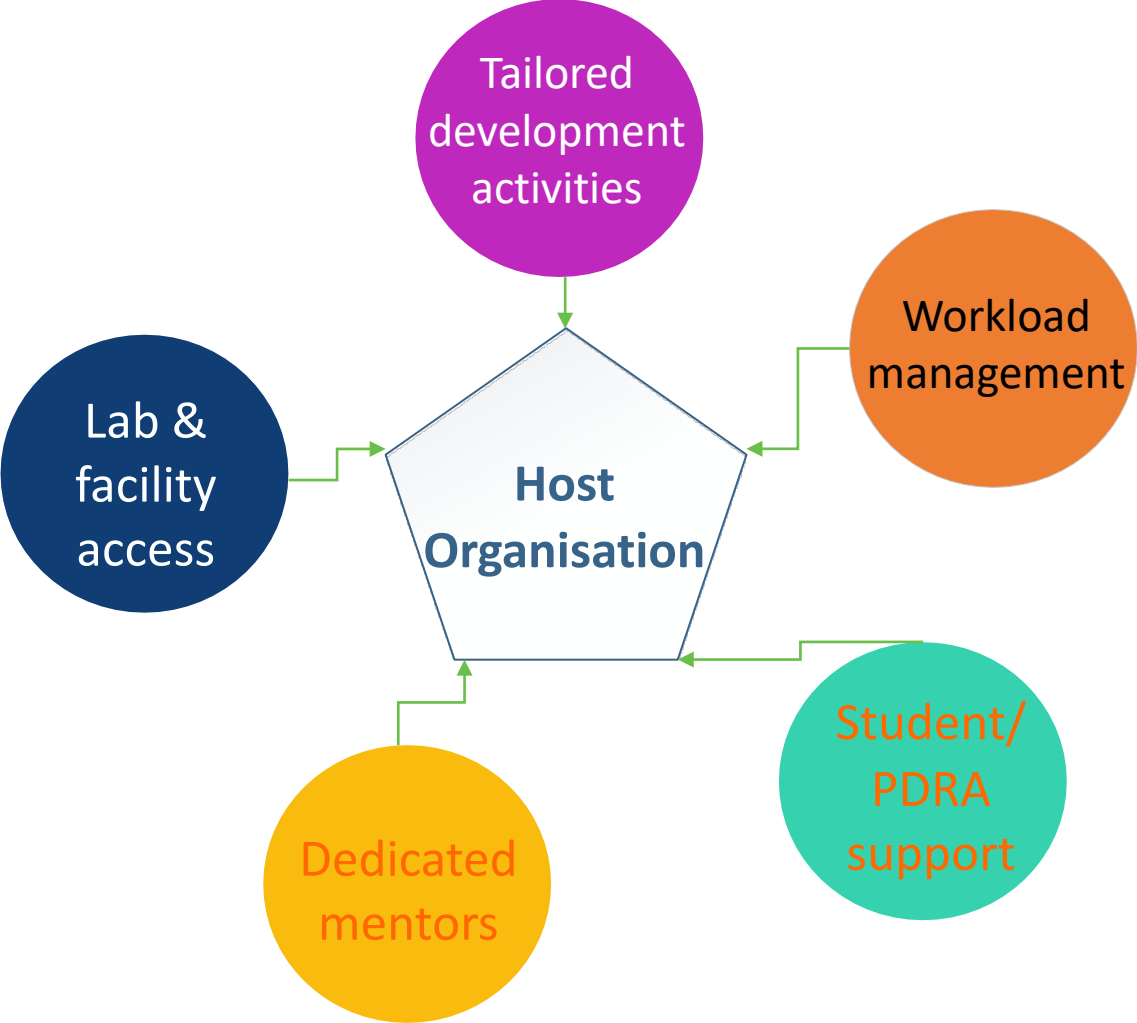 Tailored
development
activities
Workload
management
Lab &
facility
access
Host
Organisation
Student/
PDRA
support
Dedicated
mentors